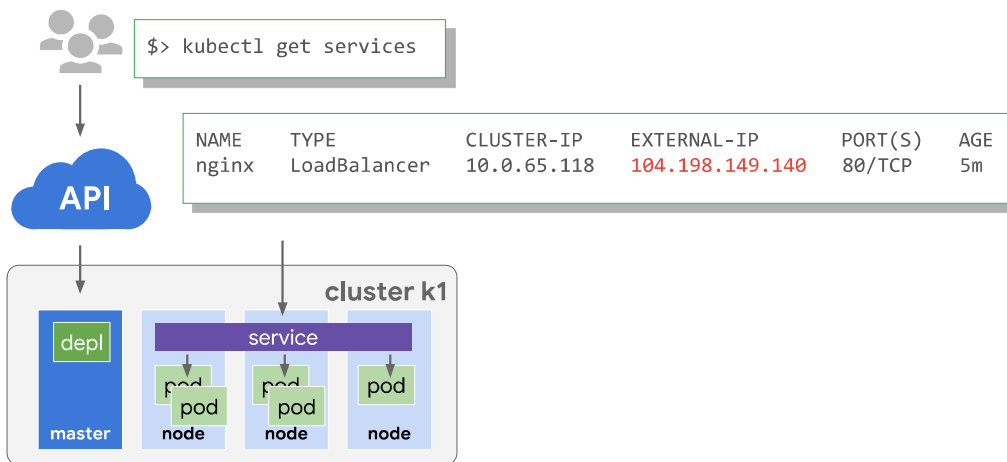 $> kubectl get services
NAME TYPE CLUSTER-IP EXTERNAL-IP PORT(S) AGE
nginx LoadBalancer 10.0.65.118 104.198.149.140 80/TCP 5m
API
cluster k1
depl
service
pod
pod
pod
pod
pod
master
node
node
node